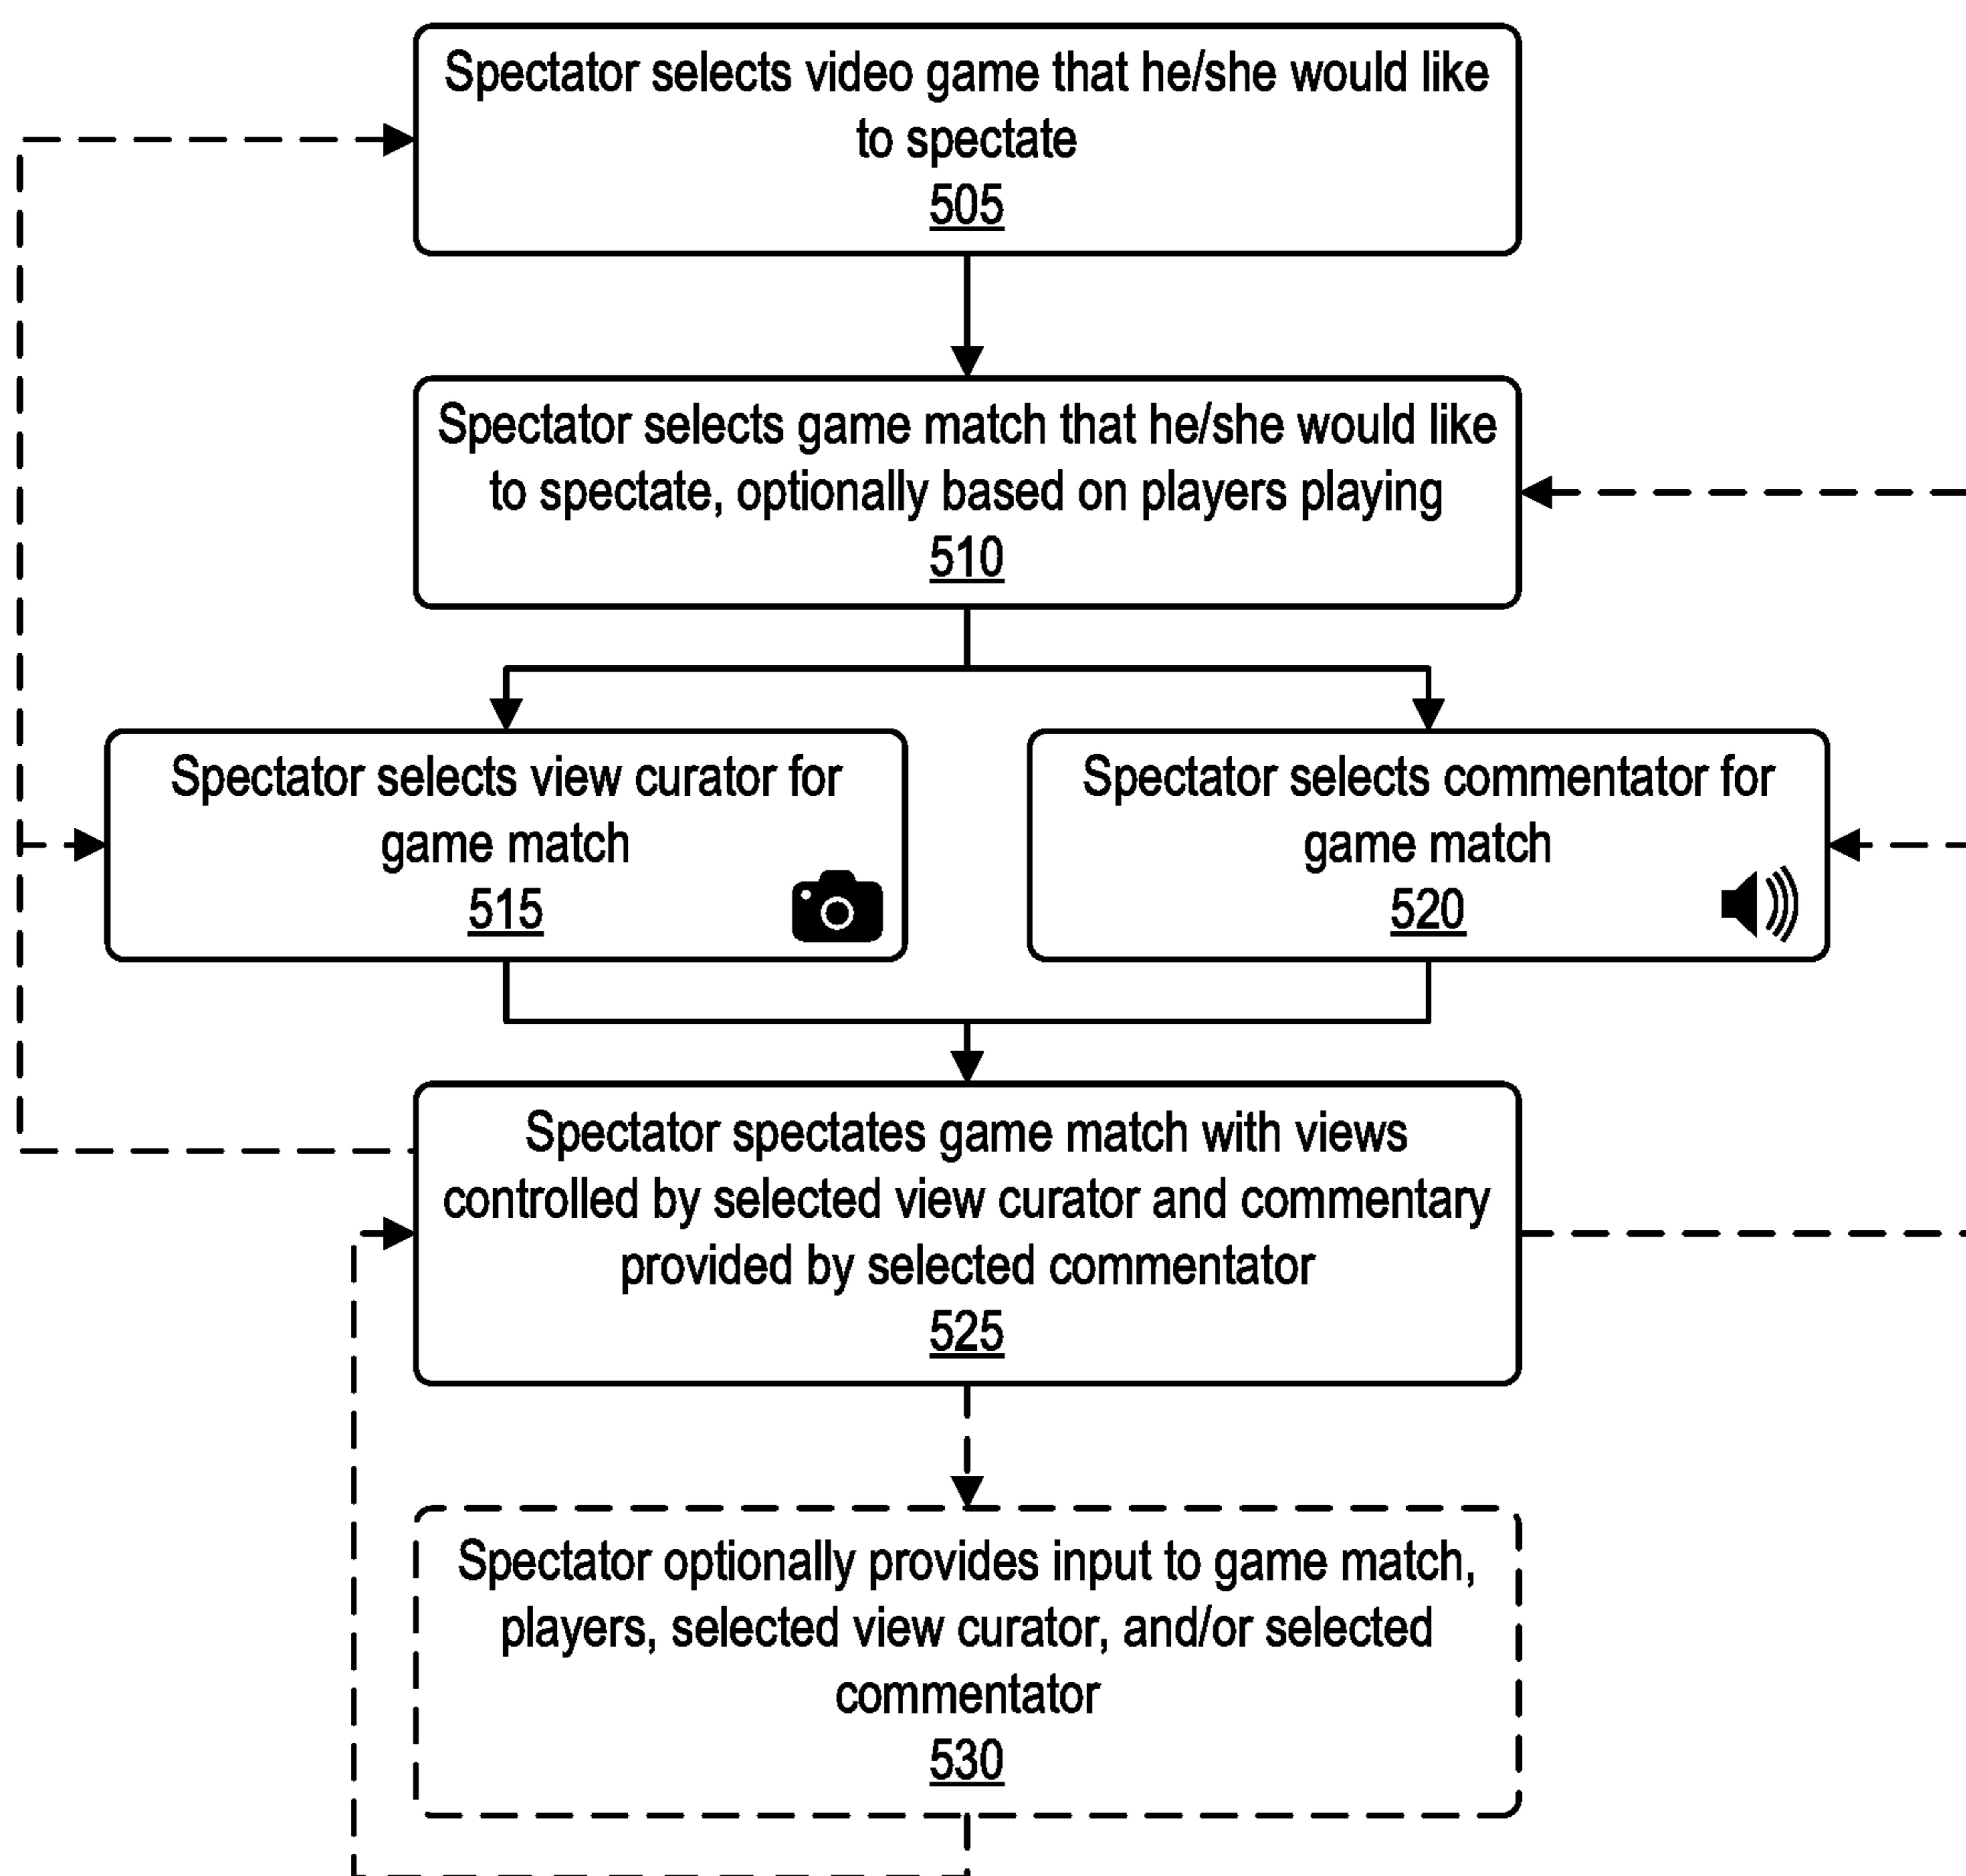 Spectator selects video game that he/she would like
to spectate
505
Spectator selects game match that he/she would like
to spectate, optionally based on players playing
510
Spectator selects view curator for
game match
515
Spectator selects commentator for
game match
520
Spectator spectates game match with views
controlled by selected view curator and commentary
provided by selected commentator
525
Spectator optionally provides input to game match,
players, selected view curator, and/or selected
commentator
530